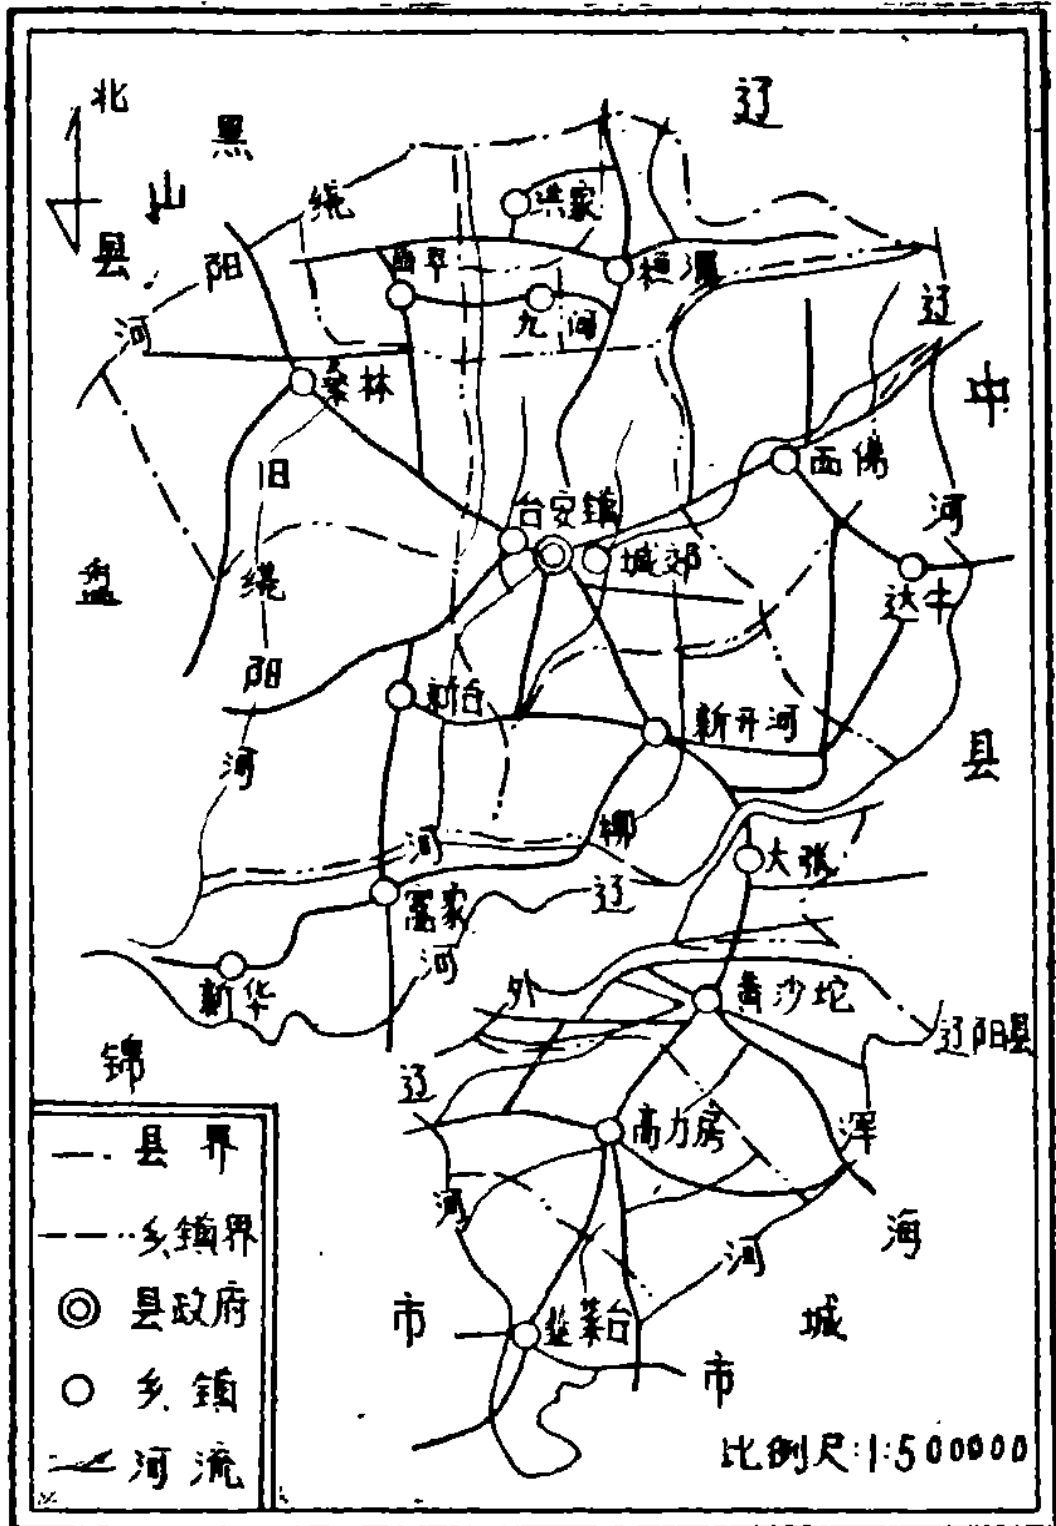 北
辽
黑
山
县
绕
阳
河
洪家
西平
桓洞
九河
辽
中
桑林
西佛
河
旧
台安镇
城郊
盘
绕
达牛
阳
新台
新开河
河
县
柳
河
大张
辽
富家
河
新华
外
黄沙坨
锦
辽阳县
辽
高力房
浑
河
河
海
市
韭菜台
城
市
县界
乡镇界
县政府
乡镇
河流
比例尺:1:500000